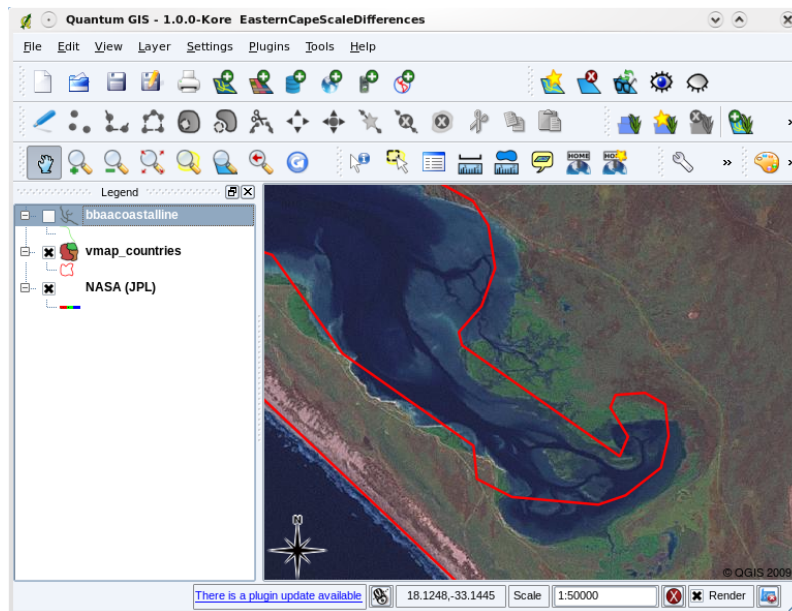 Quantum GIS - 1.0.0-Kore EasternCapeScaleDifferences
File Edit View Layer Settings Plugins Tools Help
Legend
bbaacoastalline
vmap_countries
NASA (JPL)
N
© QGIS 2009
There is a plugin update available 18.1248,-33.1445 Scale 1:50000 Render